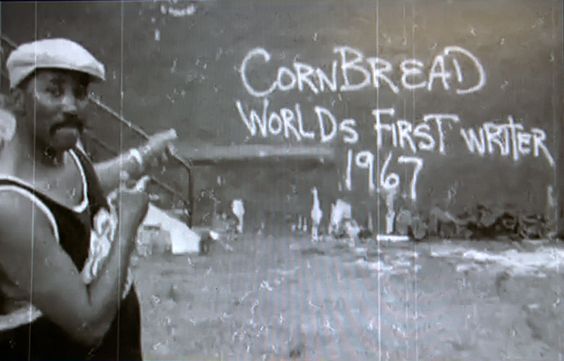 CORNBREAD
WORLDS FIRST WRITER
1967